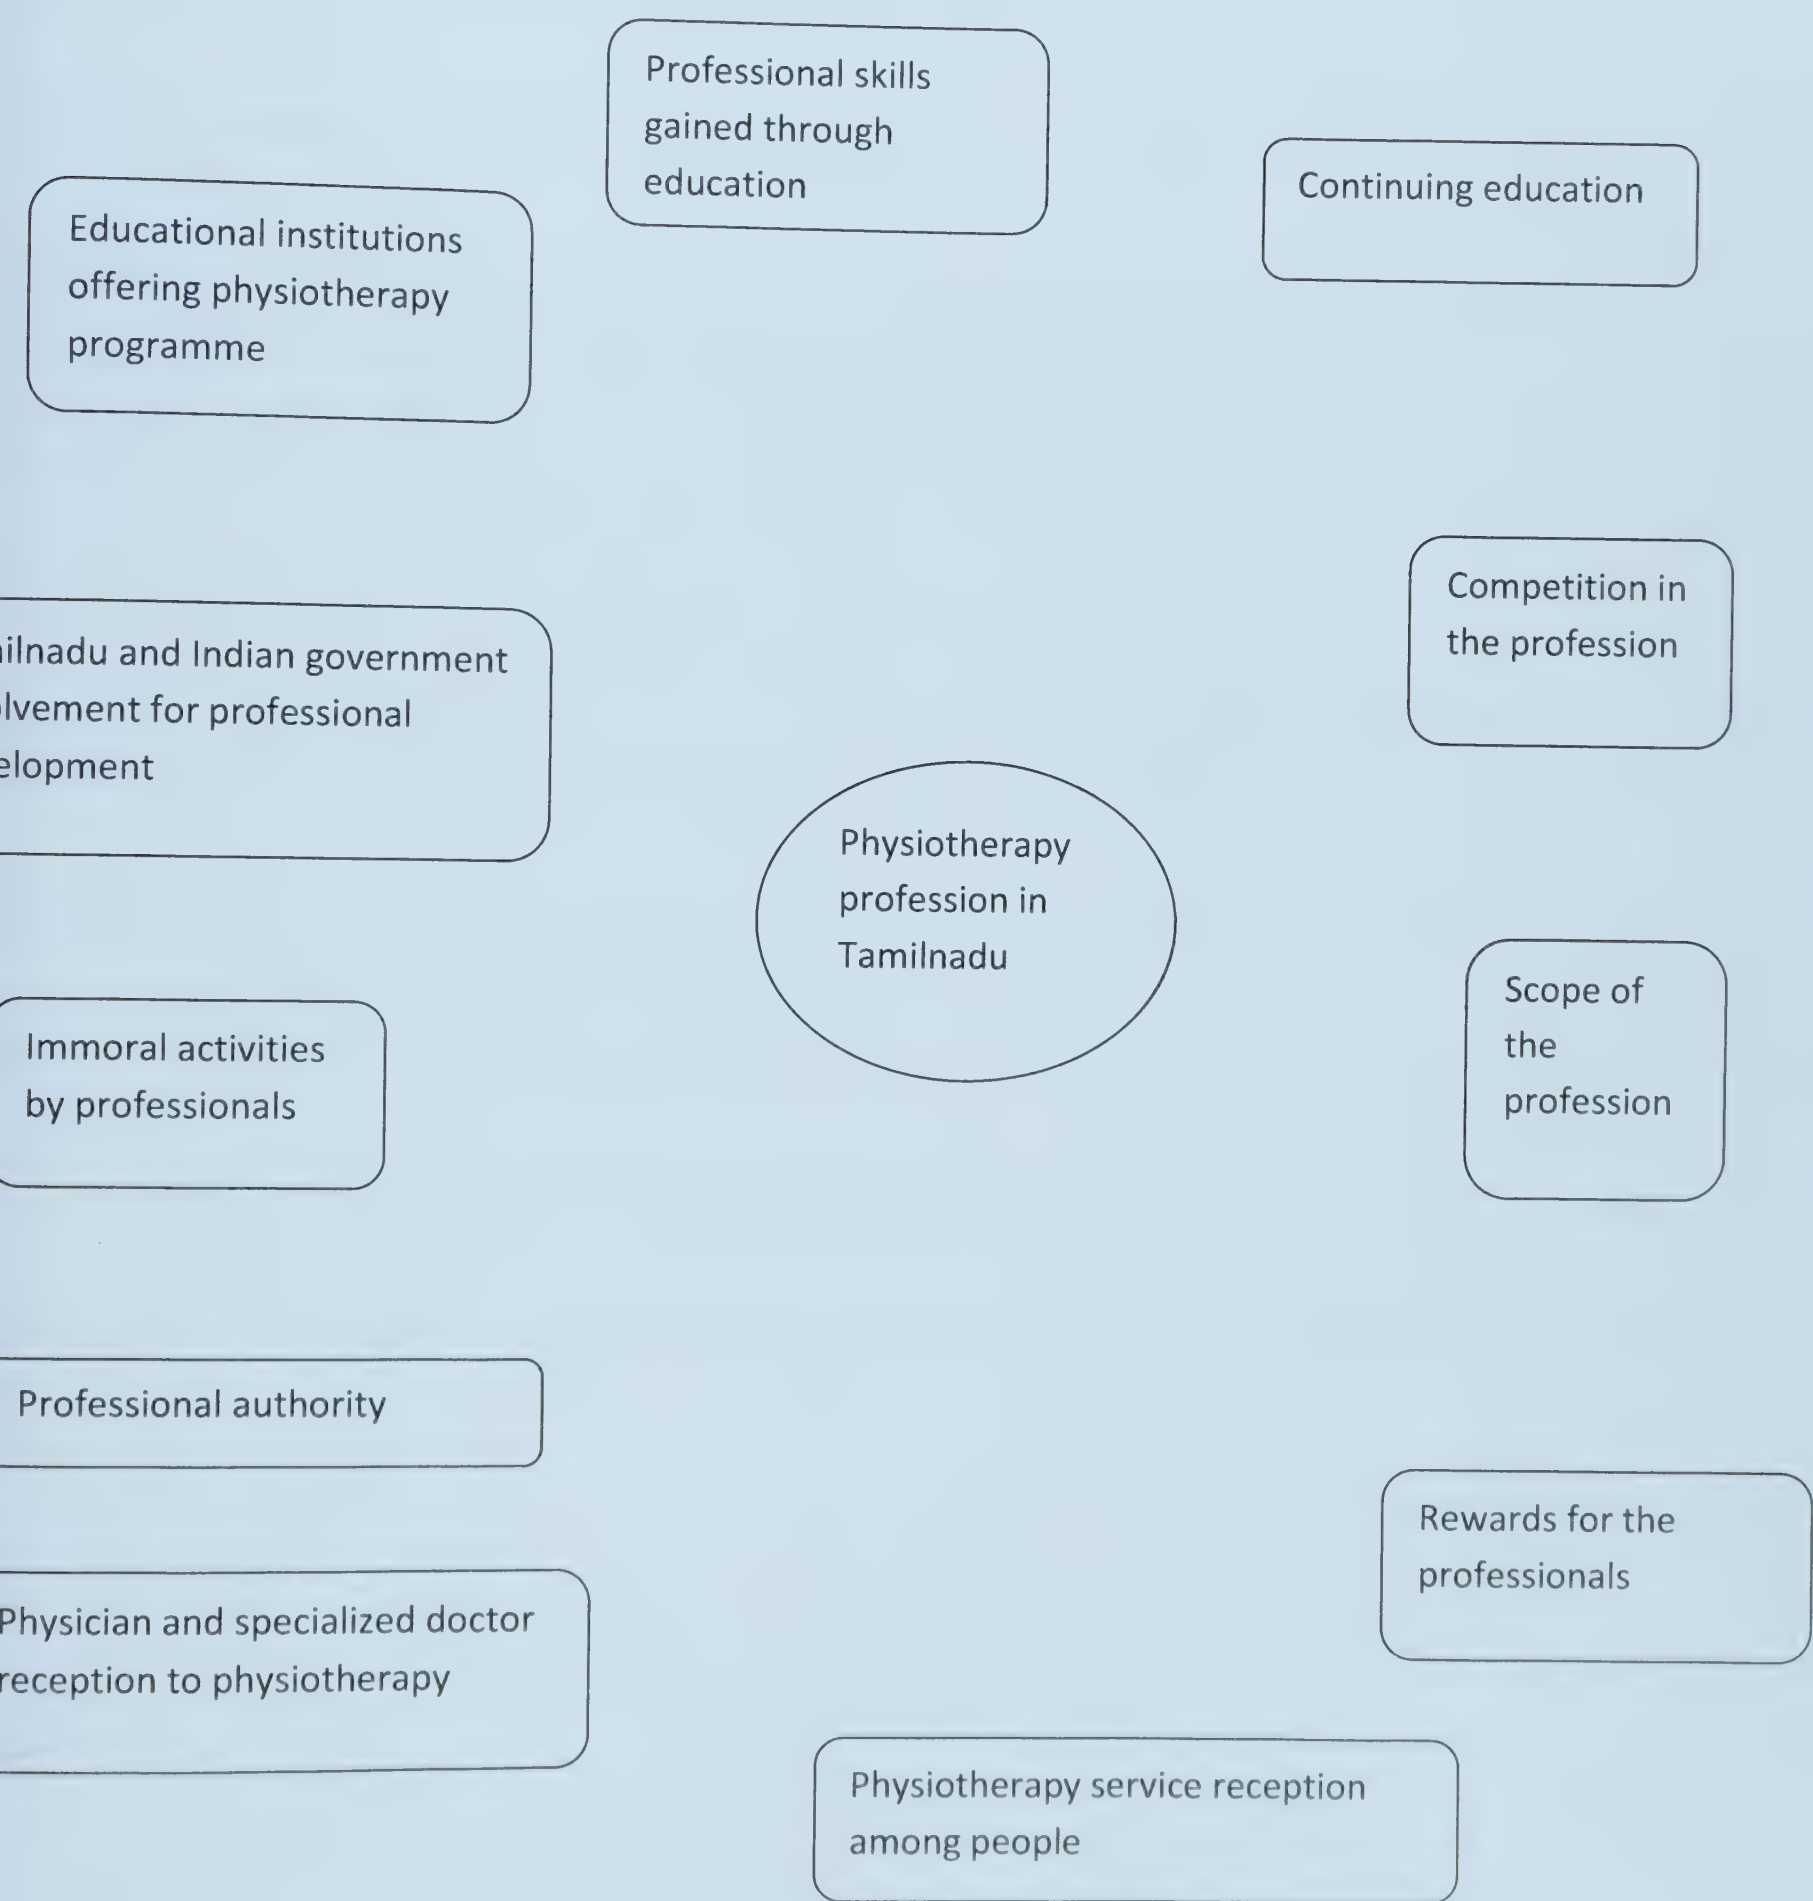 Professional skills
gained through
education
Continuing education
Educational institutions
offering physiotherapy
programme
ilnadu and Indian government
lvement for professional
elopment
Competition in
the profession
Physiotherapy
profession in
Tamilnadu
Scope of
the
profession
Immoral activities
by professionals
Professional authority
Rewards for the
professionals
Physician and specialized doctor
reception to physiotherapy
Physiotherapy service reception
among people